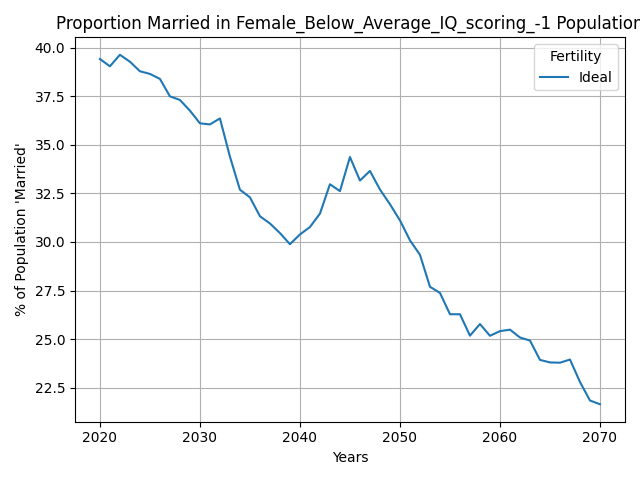 Proportion Married in Female_Below_Average_IQ_scoring_-1 Population
% of Population 'Married'
40.0
37.5
35.0
32.5
30.0
27.5
25.0
22.5
Fertility
Ideal
2020 2030 2040 2050 2060 2070
Years